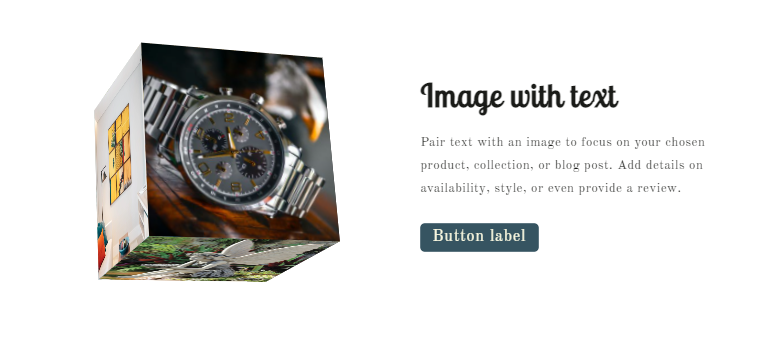 Image with text
Pair text with an image to focus on your chosen
product, collection, or blog post. Add details on
availability, style, or even provide a review.
Button label